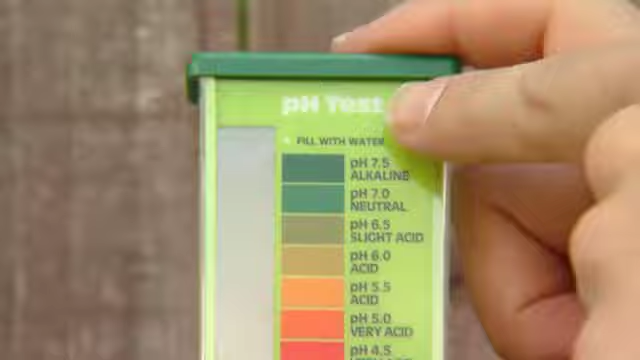 pH Test
FILL WITH WATER
pH 7.5
ALKALINE
pH 7.0
NEUTRAL
pH 6.5
SLIGHT ACID
pH 6.0
ACID
pH 5.5
ACID
pH 5.0
VERY ACID
pH 4.5